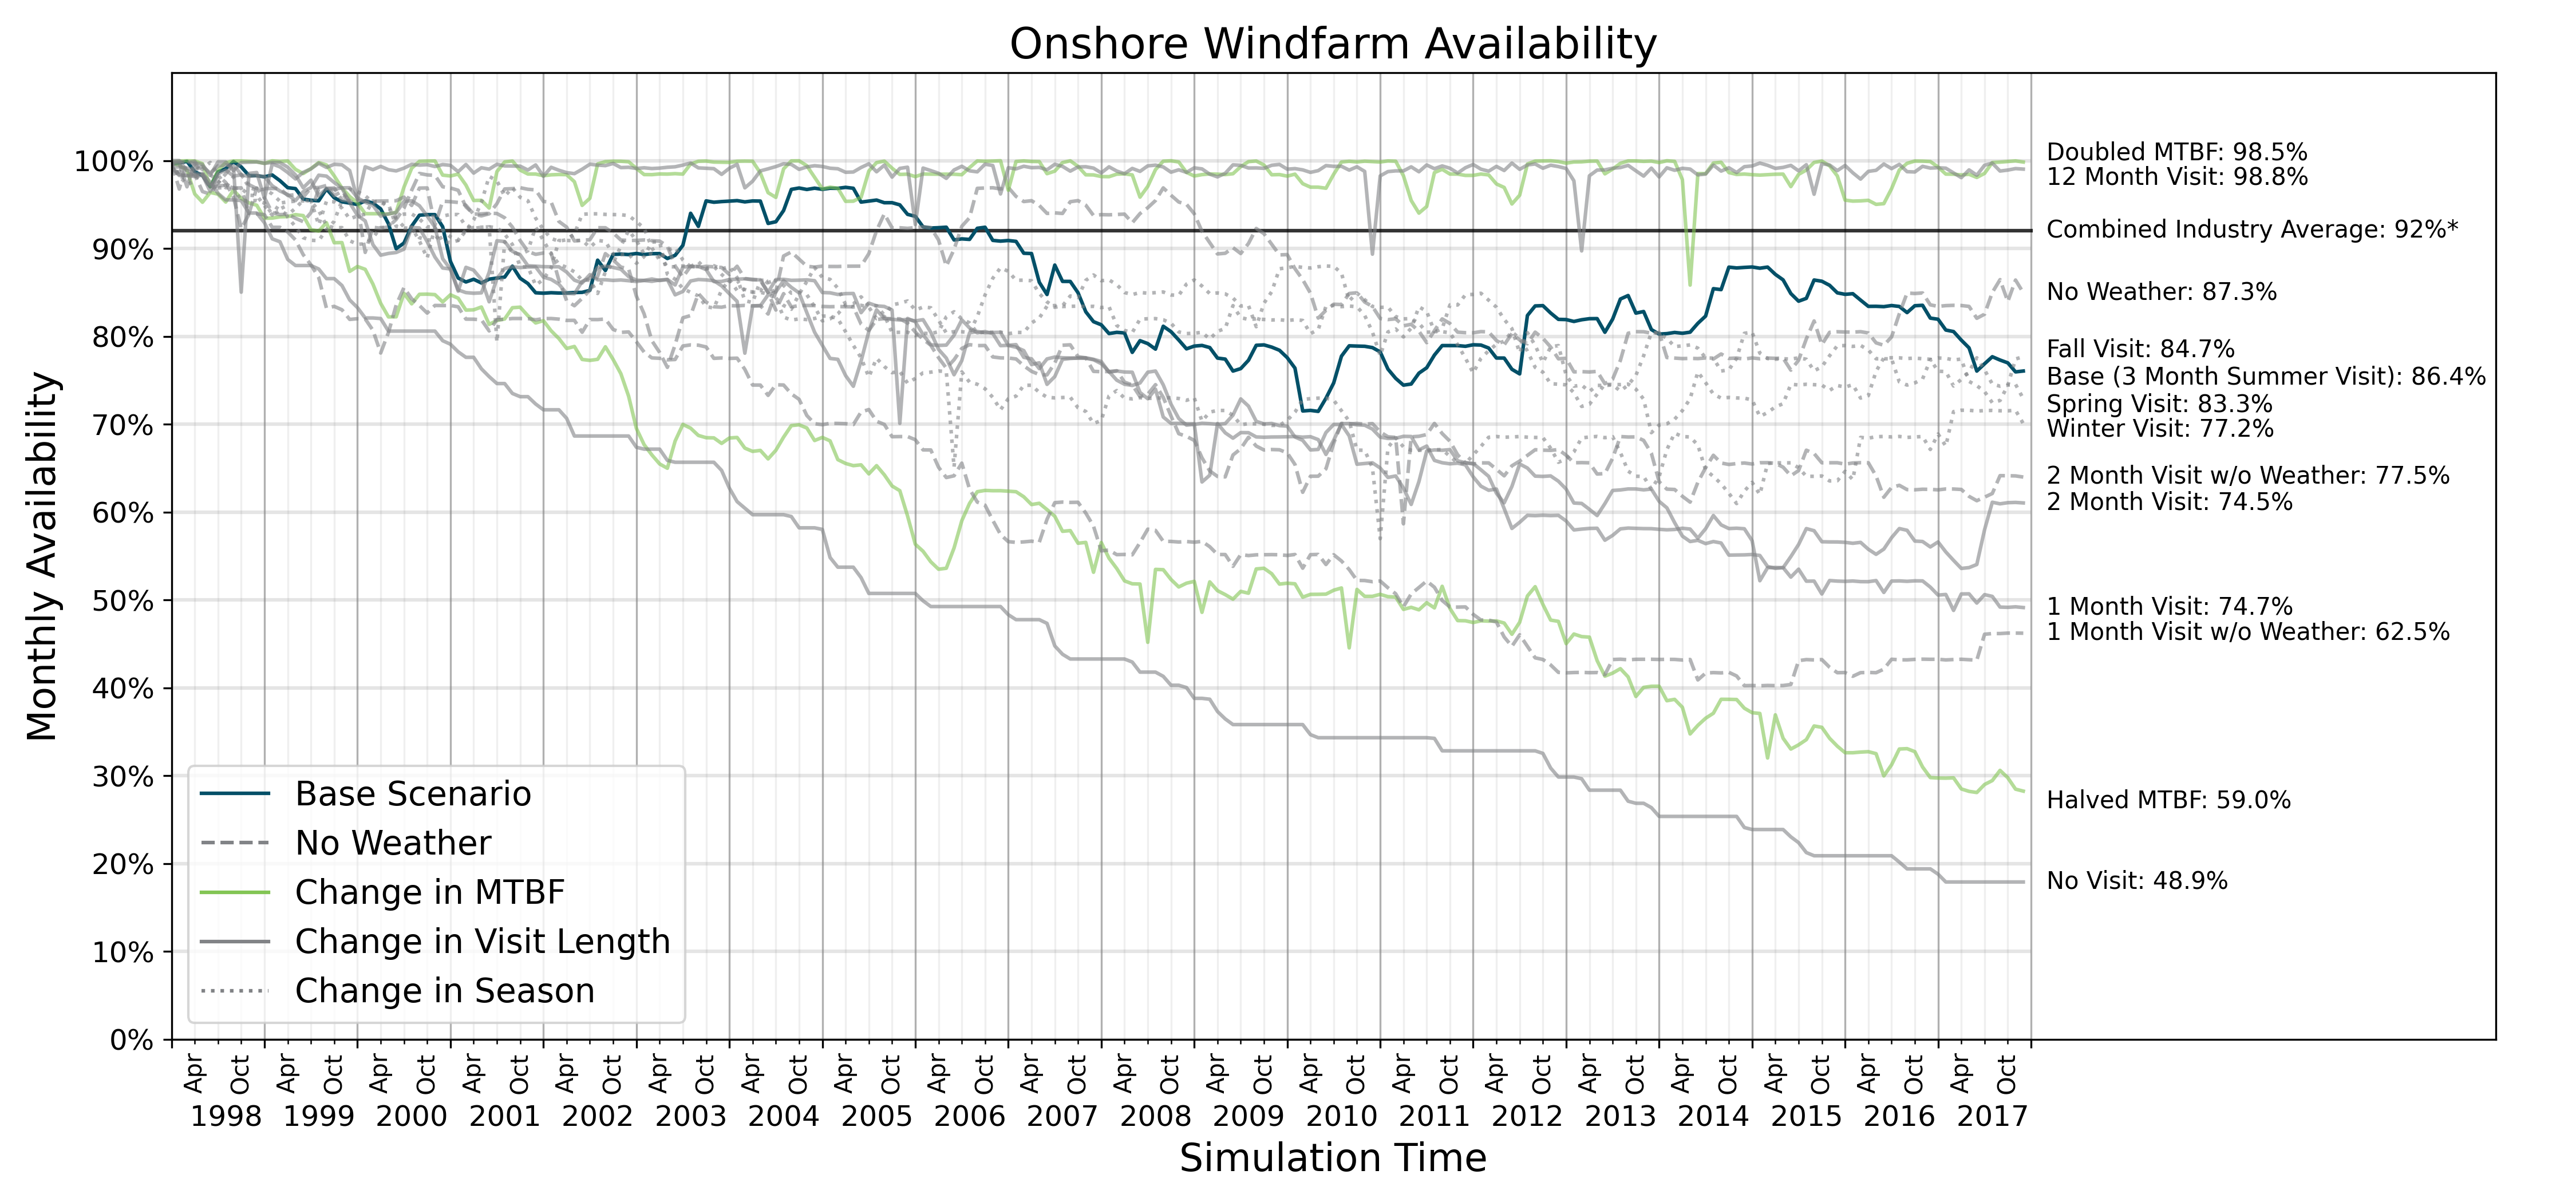 Onshore Windfarm Availability
Monthly Availability
100%
90%
80%
70%
60%
50%
40%
30%
20%
10%
0%
Doubled MTBF: 98.5%
12 Month Visit: 98.8%
Combined Industry Average: 92%*
No Weather: 87.3%
Fall Visit: 84.7%
Base (3 Month Summer Visit): 86.4%
Spring Visit: 83.3%
Winter Visit: 77.2%
2 Month Visit w/o Weather: 77.5%
2 Month Visit: 74.5%
1 Month Visit: 74.7%
1 Month Visit w/o Weather: 62.5%
Halved MTBF: 59.0%
No Visit: 48.9%
Base Scenario
No Weather
Change in MTBF
Change in Visit Length
Change in Season
Apr Oct Apr Oct Apr Oct Apr Oct Apr Oct Apr Oct Apr Oct Apr Oct Apr Oct Apr Oct Apr Oct Apr Oct Apr Oct Apr Oct Apr Oct Apr Oct Apr Oct Apr Oct Apr Oct Apr Oct
1998 1999 2000 2001 2002 2003 2004 2005 2006 2007 2008 2009 2010 2011 2012 2013 2014 2015 2016 2017
Simulation Time